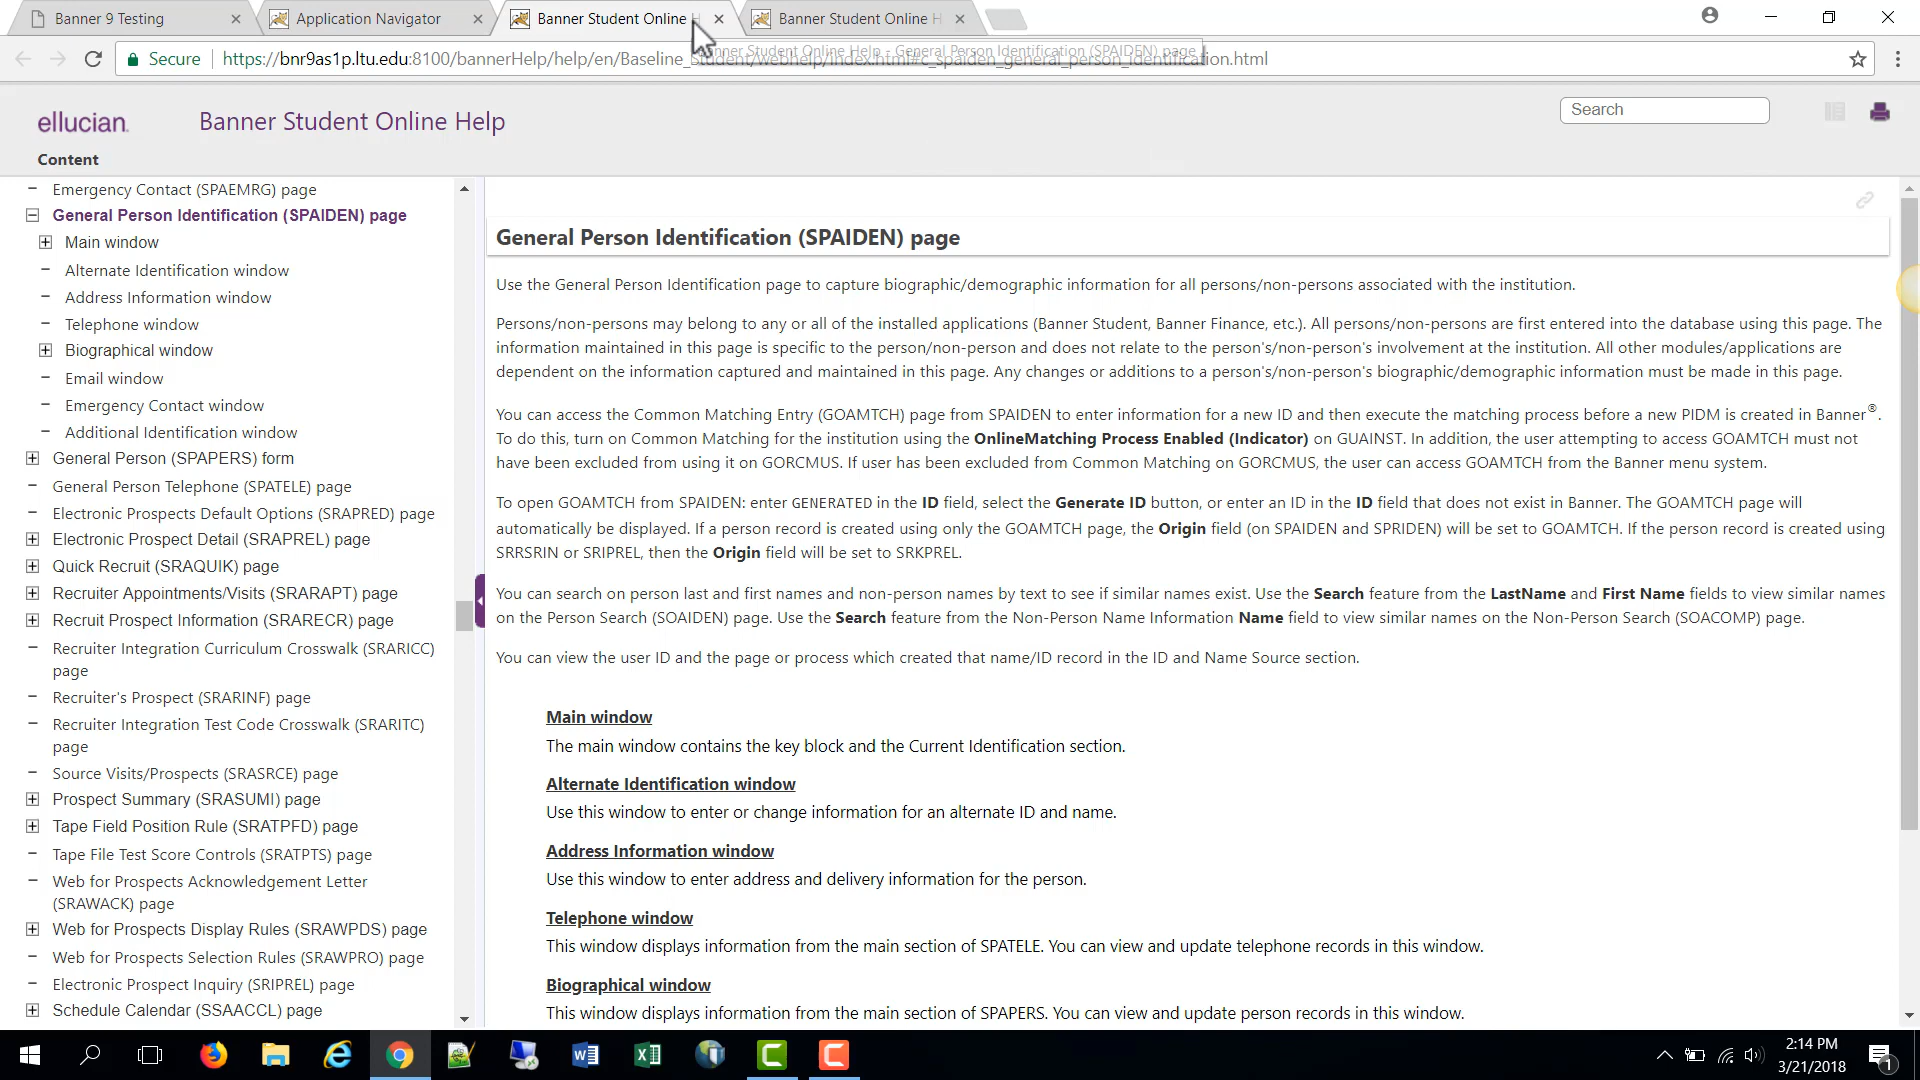 Banner 9 Testing
Application Navigator
Banner Student Online H
Banner Student Online H
Secure
https://bnr9as1p.ltu.edu:8100/bannerHelp/help/en/Baseline_Student/webhelp/index.html#c_spaiden_general_person_identification.html
Banner Student Online Help - General Person Identification (SPAIDEN) page
ellucian.
Banner Student Online Help
Search
Content
Emergency Contact (SPAEMRG) page
General Person Identification (SPAIDEN) page
Main window
Alternate Identification window
Address Information window
Telephone window
Biographical window
Email window
Emergency Contact window
Additional Identification window
General Person (SPAPERS) form
General Person Telephone (SPATELE) page
Electronic Prospects Default Options (SRAPRED) page
Electronic Prospect Detail (SRAPREL) page
Quick Recruit (SRAQUIK) page
Recruiter Appointments/Visits (SRARAPT) page
Recruit Prospect Information (SRARECR) page
Recruiter Integration Curriculum Crosswalk (SRARICC)
page
Recruiter's Prospect (SRARINF) page
Recruiter Integration Test Code Crosswalk (SRARITC)
page
Source Visits/Prospects (SRASRCE) page
Prospect Summary (SRASUMI) page
Tape Field Position Rule (SRATPFD) page
Tape File Test Score Controls (SRATPTS) page
Web for Prospects Acknowledgement Letter
(SRAWACK) page
Web for Prospects Display Rules (SRAWPDS) page
Web for Prospects Selection Rules (SRAWPRO) page
Electronic Prospect Inquiry (SRIPREL) page
Schedule Calendar (SSAACCL) page
General Person Identification (SPAIDEN) page
Use the General Person Identification page to capture biographic/demographic information for all persons/non-persons associated with the institution.
Persons/non-persons may belong to any or all of the installed applications (Banner Student, Banner Finance, etc.). All persons/non-persons are first entered into the database using this page. The
information maintained in this page is specific to the person/non-person and does not relate to the person's/non-person's involvement at the institution. All other modules/applications are
dependent on the information captured and maintained in this page. Any changes or additions to a person's/non-person's biographic/demographic information must be made in this page.
You can access the Common Matching Entry (GOAMTCH) page from SPAIDEN to enter information for a new ID and then execute the matching process before a new PIDM is created in Banner®.
To do this, turn on Common Matching for the institution using the OnlineMatching Process Enabled (Indicator) on GUAINST. In addition, the user attempting to access GOAMTCH must not
have been excluded from using it on GORCMUS. If user has been excluded from Common Matching on GORCMUS, the user can access GOAMTCH from the Banner menu system.
To open GOAMTCH from SPAIDEN: enter GENERATED in the ID field, select the Generate ID button, or enter an ID in the ID field that does not exist in Banner. The GOAMTCH page will
automatically be displayed. If a person record is created using only the GOAMTCH page, the Origin field (on SPAIDEN and SPRIDEN) will be set to GOAMTCH. If the person record is created using
SRRSRIN or SRIPREL, then the Origin field will be set to SRKPREL.
You can search on person last and first names and non-person names by text to see if similar names exist. Use the Search feature from the LastName and First Name fields to view similar names
on the Person Search (SOAIDEN) page. Use the Search feature from the Non-Person Name Information Name field to view similar names on the Non-Person Search (SOACOMP) page.
You can view the user ID and the page or process which created that name/ID record in the ID and Name Source section.
Main window
The main window contains the key block and the Current Identification section.
Alternate Identification window
Use this window to enter or change information for an alternate ID and name.
Address Information window
Use this window to enter address and delivery information for the person.
Telephone window
This window displays information from the main section of SPATELE. You can view and update telephone records in this window.
Biographical window
This window displays information from the main section of SPAPERS. You can view and update person records in this window.
2:14 PM
3/21/2018
1